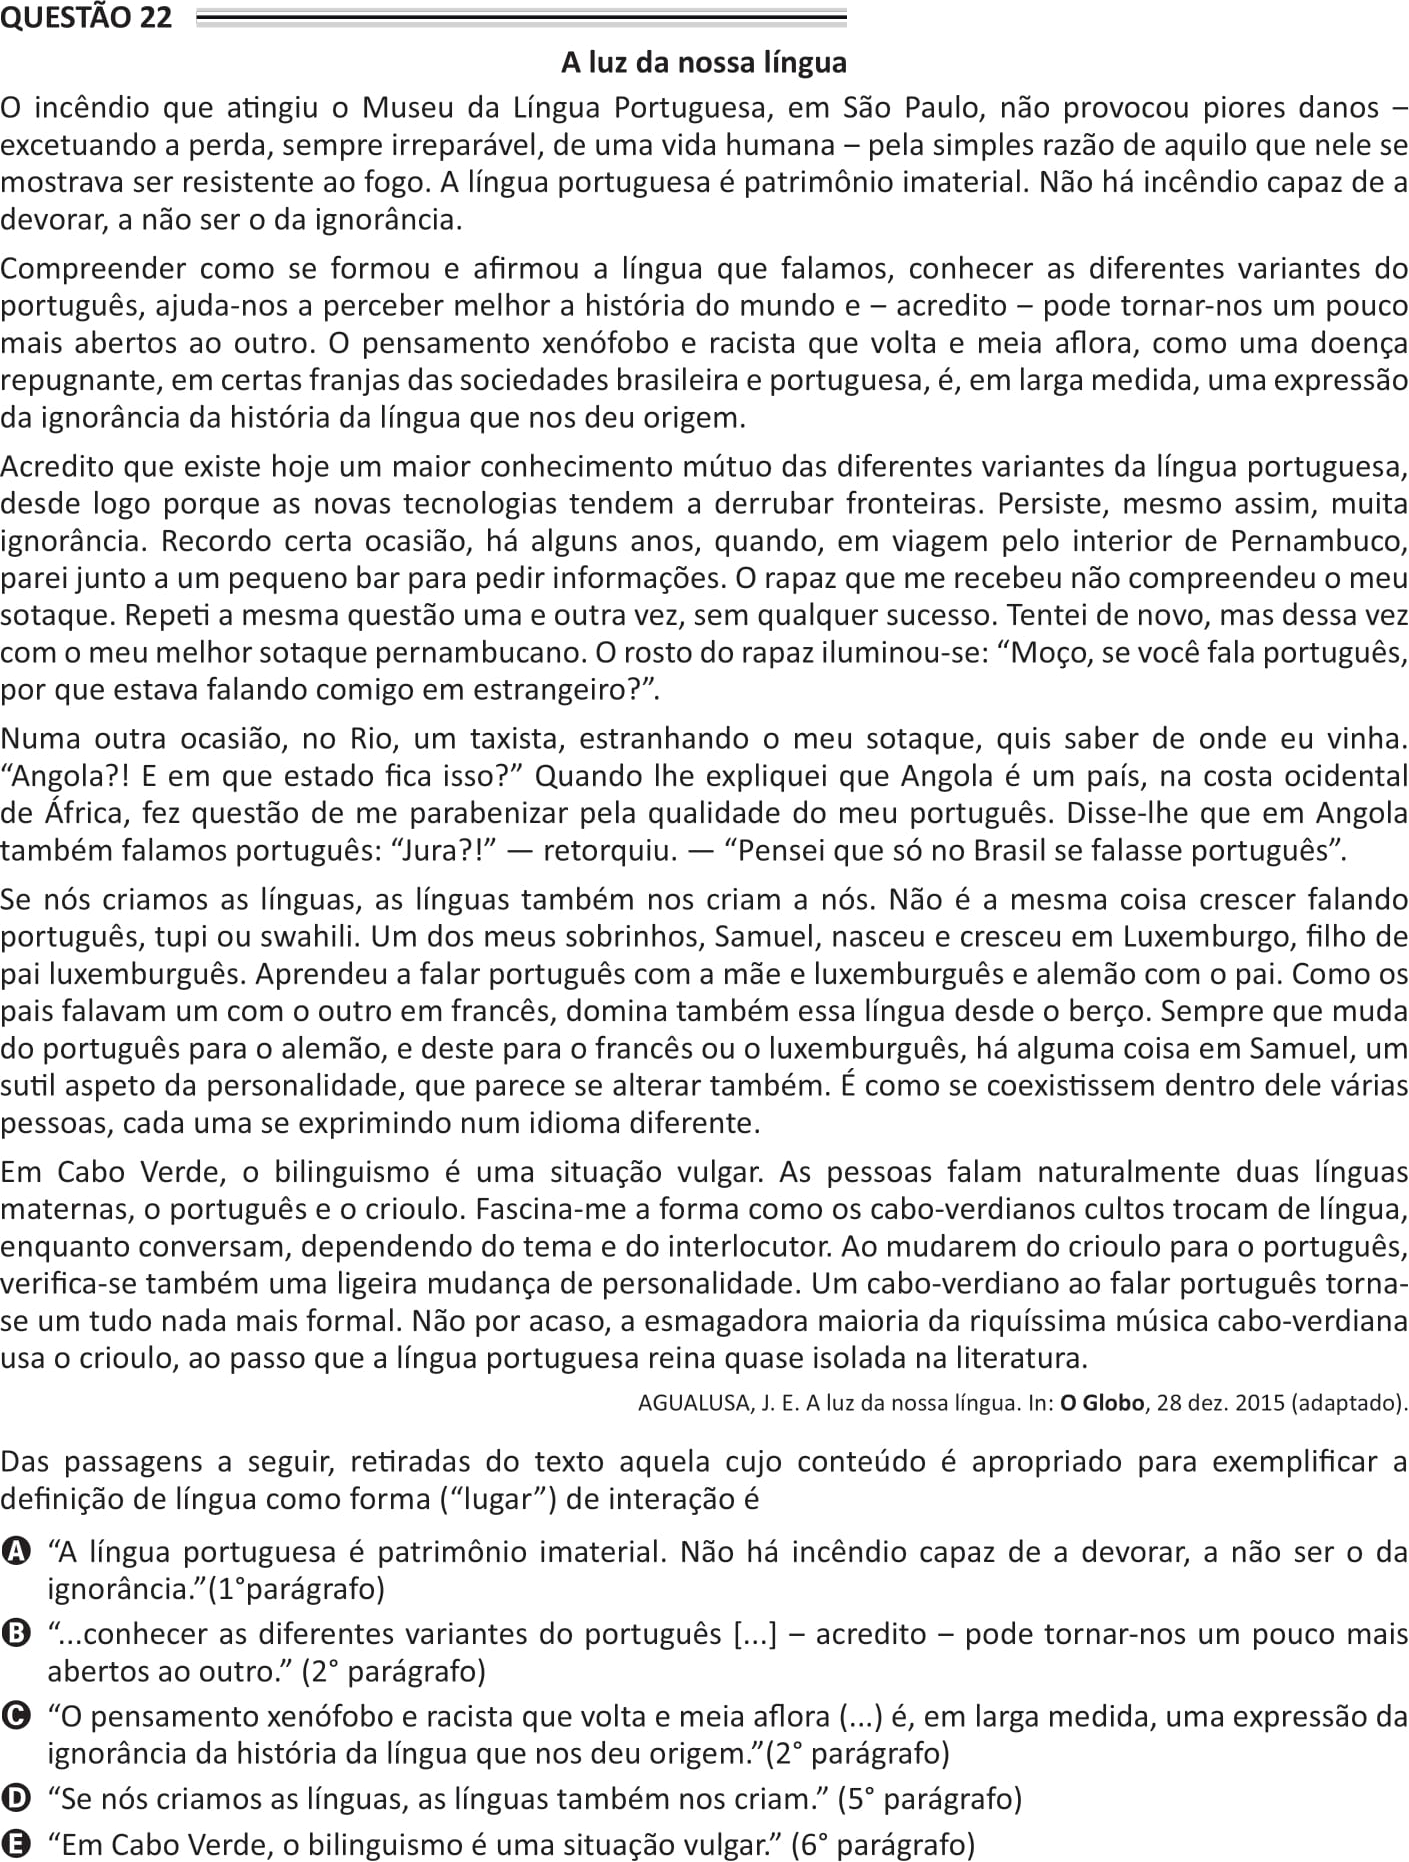 QUESTÃO 22
A luz da nossa língua
O incêndio que atingiu o Museu da Língua Portuguesa, em São Paulo, não provocou piores danos –
excetuando a perda, sempre irreparável, de uma vida humana – pela simples razão de aquilo que nele se
mostrava ser resistente ao fogo. A língua portuguesa é patrimônio imaterial. Não há incêndio capaz de a
devorar, a não ser o da ignorância.
Compreender como se formou e afirmou a língua que falamos, conhecer as diferentes variantes do
português, ajuda-nos a perceber melhor a história do mundo e – acredito – pode tornar-nos um pouco
mais abertos ao outro. O pensamento xenófobo e racista que volta e meia aflora, como uma doença
repugnante, em certas franjas das sociedades brasileira e portuguesa, é, em larga medida, uma expressão
da ignorância da história da língua que nos deu origem.
Acredito que existe hoje um maior conhecimento mútuo das diferentes variantes da língua portuguesa,
desde logo porque as novas tecnologias tendem a derrubar fronteiras. Persiste, mesmo assim, muita
ignorância. Recordo certa ocasião, há alguns anos, quando, em viagem pelo interior de Pernambuco,
parei junto a um pequeno bar para pedir informações. O rapaz que me recebeu não compreendeu o meu
sotaque. Repeti a mesma questão uma e outra vez, sem qualquer sucesso. Tentei de novo, mas dessa vez
com o meu melhor sotaque pernambucano. O rosto do rapaz iluminou-se: “Moço, se você fala português,
por que estava falando comigo em estrangeiro?”.
Numa outra ocasião, no Rio, um taxista, estranhando o meu sotaque, quis saber de onde eu vinha.
“Angola?! E em que estado fica isso?” Quando lhe expliquei que Angola é um país, na costa ocidental
de África, fez questão de me parabenizar pela qualidade do meu português. Disse-lhe que em Angola
também falamos português: “Jura?!” — retorquiu. — “Pensei que só no Brasil se falasse português”.
Se nós criamos as línguas, as línguas também nos criam a nós. Não é a mesma coisa crescer falando
português, tupi ou swahili. Um dos meus sobrinhos, Samuel, nasceu e cresceu em Luxemburgo, filho de
pai luxemburguês. Aprendeu a falar português com a mãe e luxemburguês e alemão com o pai. Como os
pais falavam um com o outro em francês, domina também essa língua desde o berço. Sempre que muda
do português para o alemão, e deste para o francês ou o luxemburguês, há alguma coisa em Samuel, um
sutil aspeto da personalidade, que parece se alterar também. É como se coexistissem dentro dele várias
pessoas, cada uma se exprimindo num idioma diferente.
Em Cabo Verde, o bilinguismo é uma situação vulgar. As pessoas falam naturalmente duas línguas
maternas, o português e o crioulo. Fascina-me a forma como os cabo-verdianos cultos trocam de língua,
enquanto conversam, dependendo do tema e do interlocutor. Ao mudarem do crioulo para o português,
verifica-se também uma ligeira mudança de personalidade. Um cabo-verdiano ao falar português torna-
se um tudo nada mais formal. Não por acaso, a esmagadora maioria da riquíssima música cabo-verdiana
usa o crioulo, ao passo que a língua portuguesa reina quase isolada na literatura.
AGUALUSA, J. E. A luz da nossa língua. In: O Globo, 28 dez. 2015 (adaptado).
Das passagens a seguir, retiradas do texto aquela cujo conteúdo é apropriado para exemplificar a
definição de língua como forma (“lugar”) de interação é
A “A língua portuguesa é patrimônio imaterial. Não há incêndio capaz de a devorar, a não ser o da
ignorância.”(1°parágrafo)
B “...conhecer as diferentes variantes do português [...] – acredito – pode tornar-nos um pouco mais
abertos ao outro.” (2° parágrafo)
C “O pensamento xenófobo e racista que volta e meia aflora (...) é, em larga medida, uma expressão da
ignorância da história da língua que nos deu origem.”(2° parágrafo)
D “Se nós criamos as línguas, as línguas também nos criam.” (5° parágrafo)
E “Em Cabo Verde, o bilinguismo é uma situação vulgar.” (6° parágrafo)